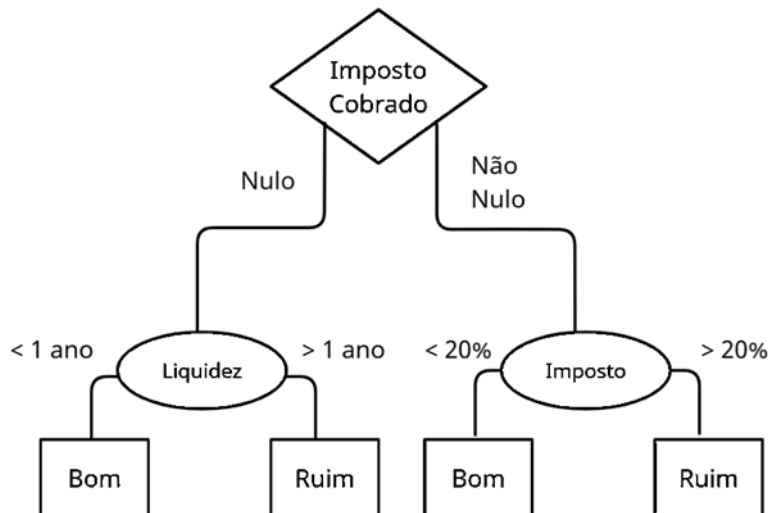 Imposto
Cobrado
Nulo
Não
Nulo
< 1 ano
Liquidez
> 1 ano
< 20%
Imposto
> 20%
Bom
Ruim
Bom
Ruim